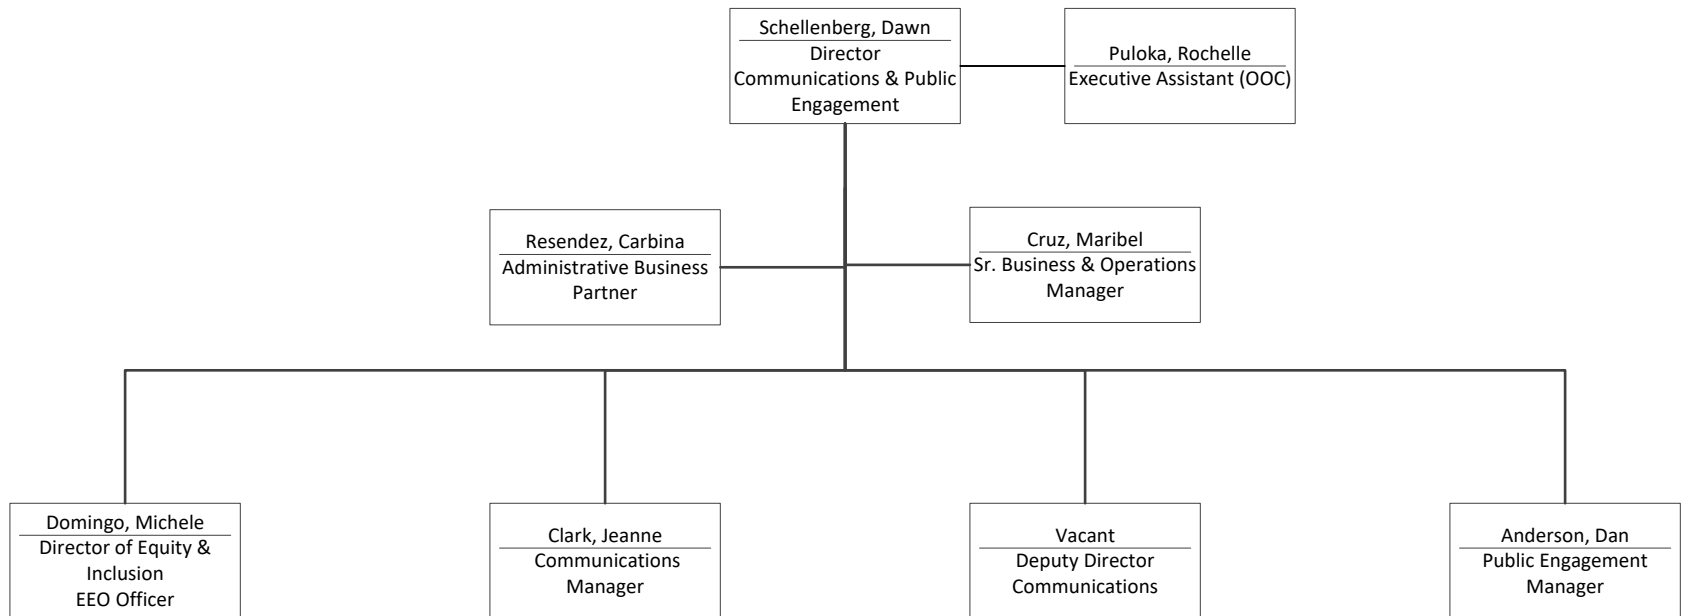 Schellenberg, Dawn
Director
Communications & Public
Engagement
Puloka, Rochelle
Executive Assistant (OOC)
Resendez, Carbina
Administrative Business
Partner
Cruz, Maribel
Sr. Business & Operations
Manager
Domingo, Michele
Director of Equity &
Inclusion
EEO Officer
Clark, Jeanne
Communications
Manager
Vacant
Deputy Director
Communications
Anderson, Dan
Public Engagement
Manager